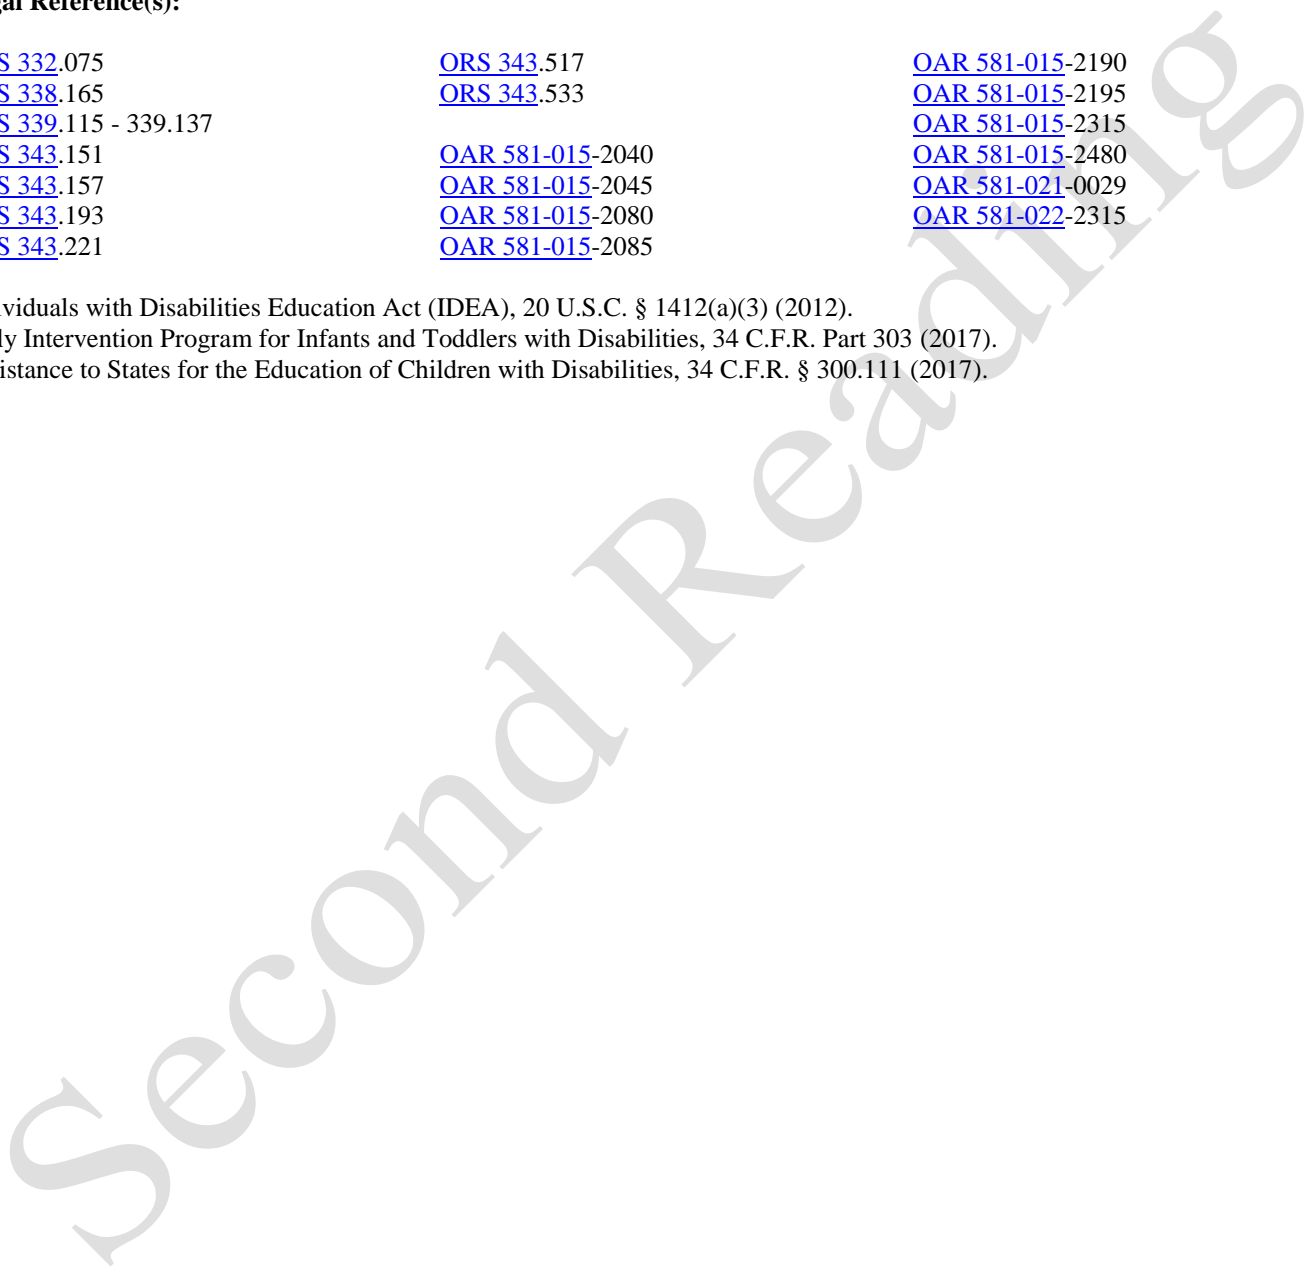 gal Reference(s):
S 332.075 ORS 343.517 OAR 581-015-2190
S 338.165 ORS 343.533 OAR 581-015-2195
S 339.115 - 339.137 OAR 581-015-2315
S 343.151 OAR 581-015-2040 OAR 581-015-2480
S 343.157 OAR 581-015-2045 OAR 581-021-0029
S 343.193 OAR 581-015-2080 OAR 581-022-2315
S 343.221 OAR 581-015-2085
ividuals with Disabilities Education Act (IDEA), 20 U.S.C. § 1412(a)(3) (2012).
ly Intervention Program for Infants and Toddlers with Disabilities, 34 C.F.R. Part 303 (2017).
istance to States for the Education of Children with Disabilities, 34 C.F.R. § 300.111 (2017).
Second Reading